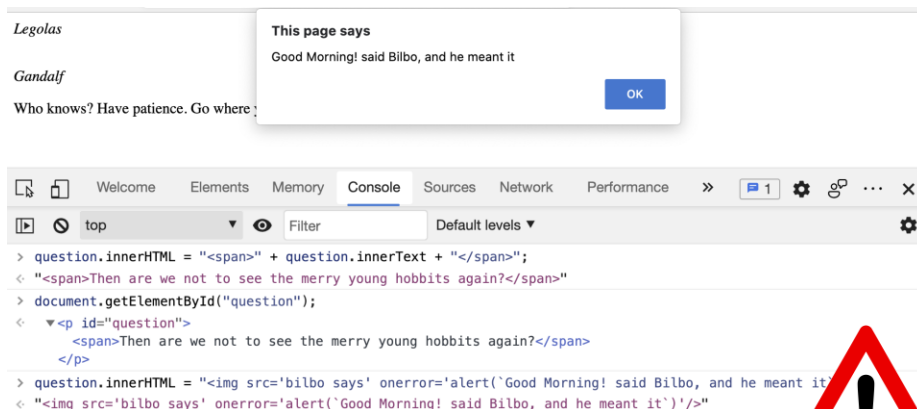 Legolas
This page says
Good Morning! said Bilbo, and he meant it
Gandalf
OK
Who knows? Have patience. Go where
Welcome Elements Memory Console Sources Network Performance » 1
top Filter Default levels
> question.innerHTML = "<span>" + question.innerText + "</span>";
"<span>Then are we not to see the merry young hobbits again?</span>"
> document.getElementById("question");
<p id="question">
<span>Then are we not to see the merry young hobbits again?</span>
</p>
> question.innerHTML = "<img src='bilbo says' onerror='alert(`Good Morning! said Bilbo, and he meant it`
"<img src='bilbo says' onerror='alert(`Good Morning! said Bilbo, and he meant it`)'/>"